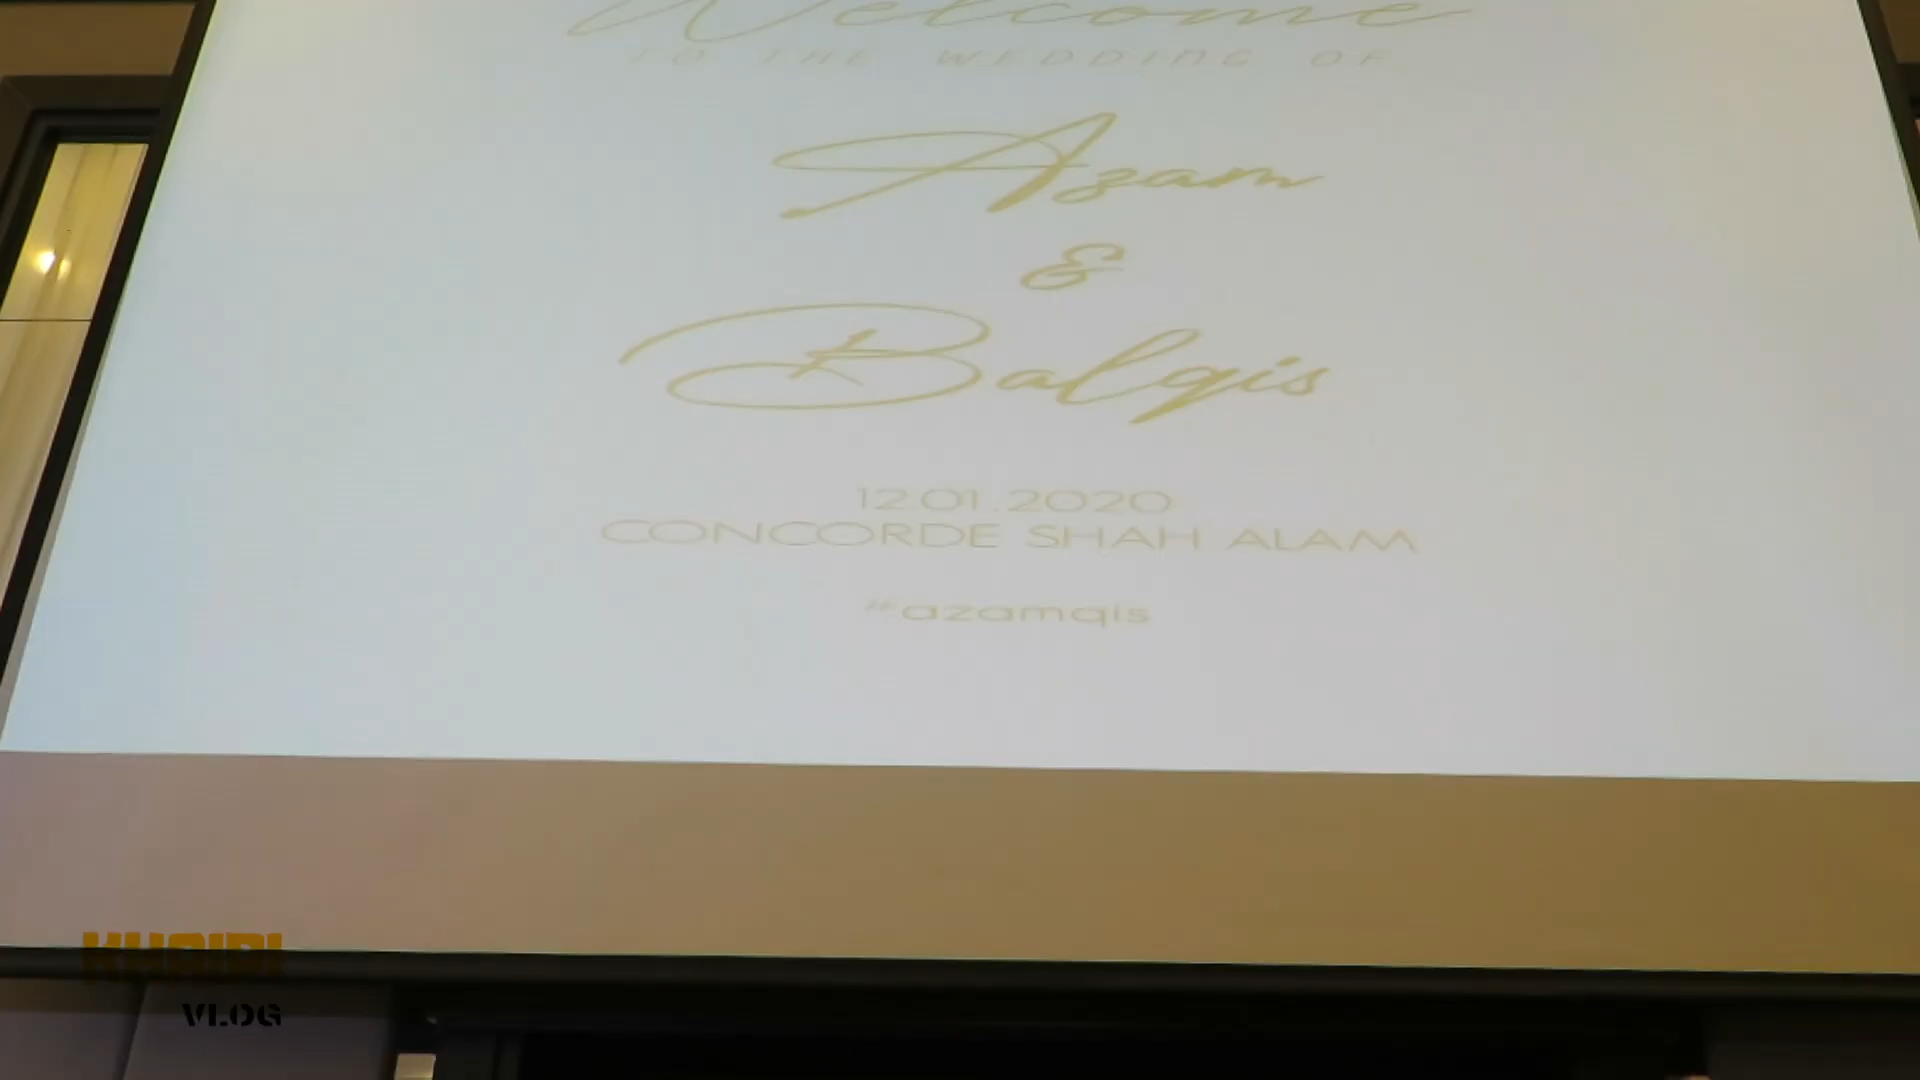 Welcome
TO THE WEDDING OF
Azam
&
Balqis
12.01.2020
CONCORDE SHAH ALAM
#azamqis
VLOG